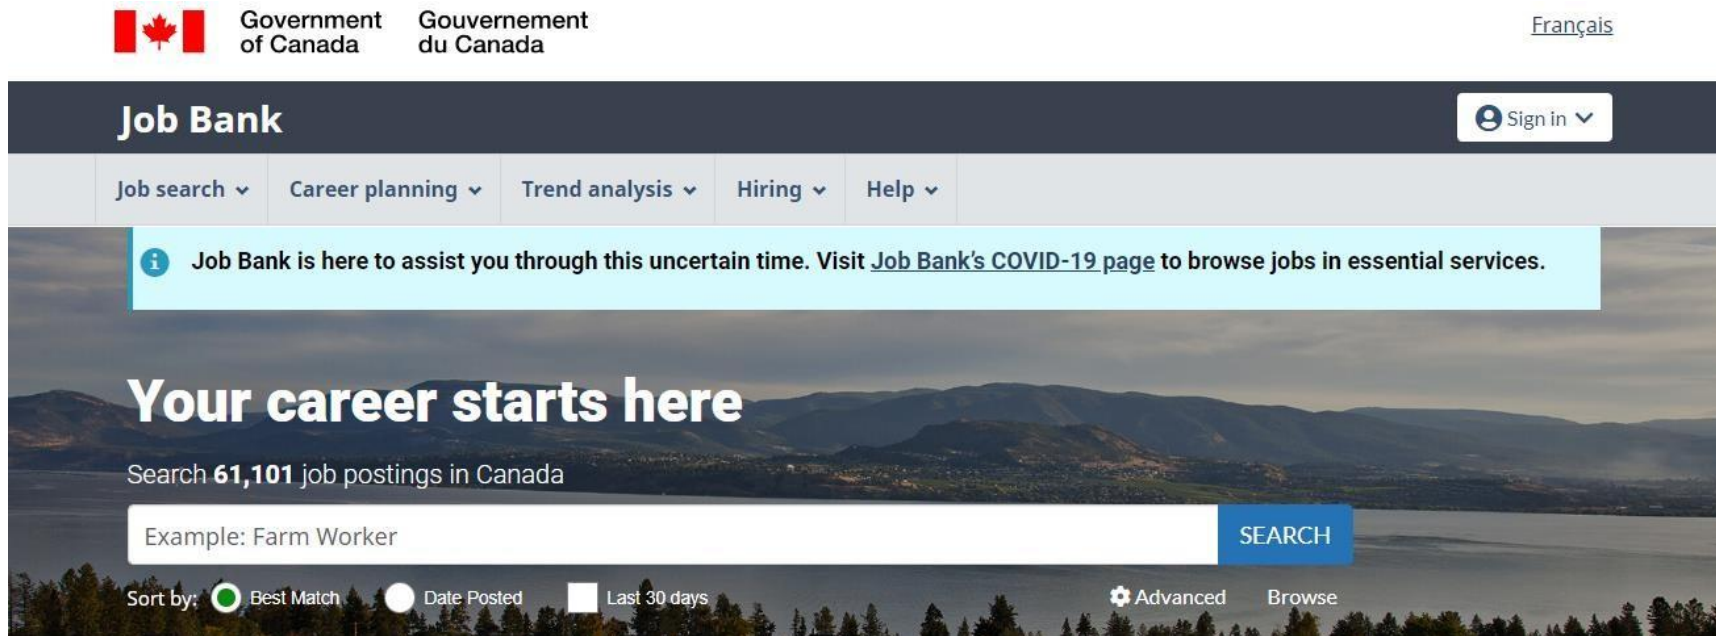 Government of Canada
Gouvernement du Canada
Français
Job Bank
Sign in
Job search
Career planning
Trend analysis
Hiring
Help
Job Bank is here to assist you through this uncertain time. Visit Job Bank’s COVID-19 page to browse jobs in essential services.
Your career starts here
Search 61,101 job postings in Canada
Example: Farm Worker
SEARCH
Sort by: Best Match Date Posted Last 30 days Advanced Browse